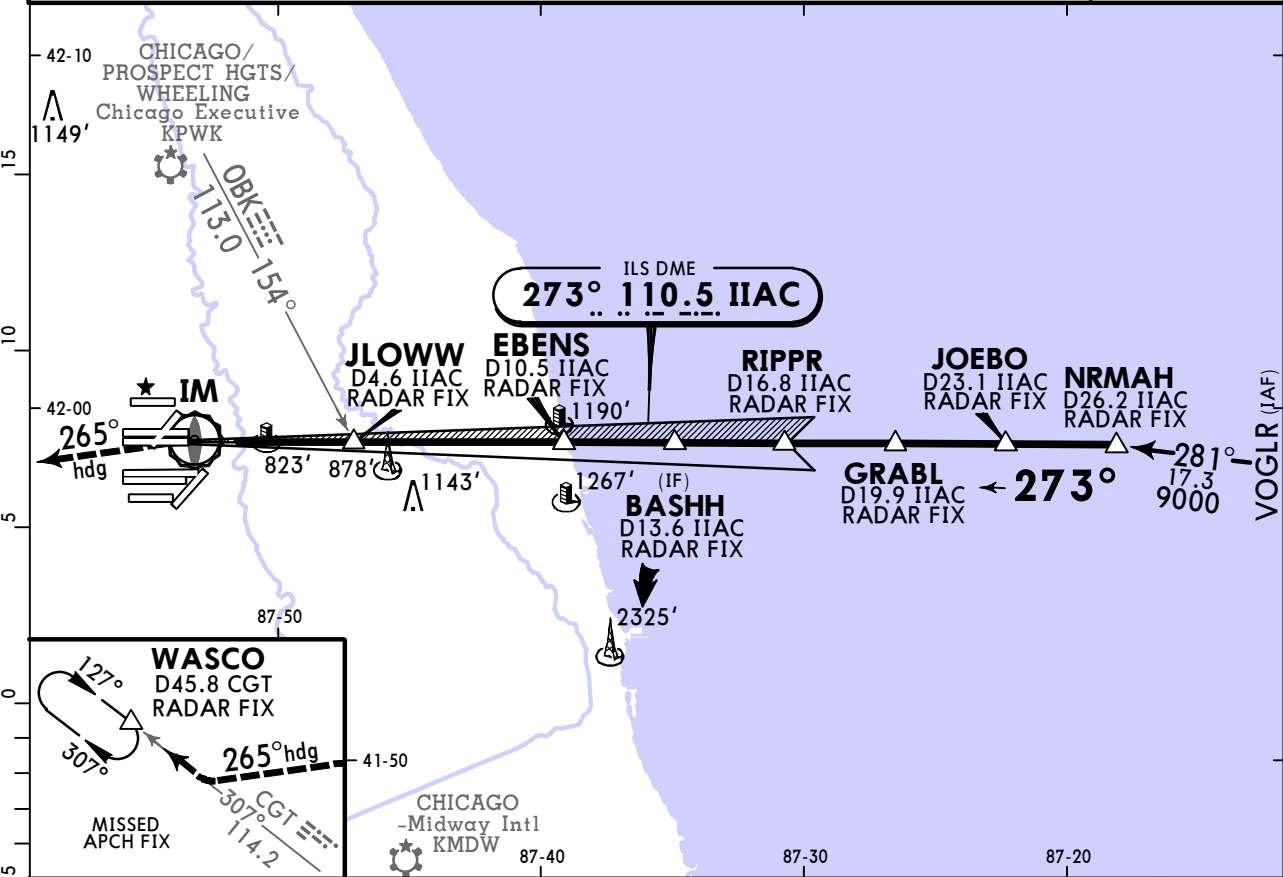 42-10
CHICAGO/
PROSPECT HGTS/
WHEELING
Chicago Executive
KPWK
1149'
15
OBK
113.0
154°
ILS DME
273° 110.5 IIAC
10
JLOWW
D4.6 IIAC
RADAR FIX
EBENS
D10.5 IIAC
RADAR FIX
RIPPR
D16.8 IIAC
RADAR FIX
JOEBO
D23.1 IIAC
RADAR FIX
NRMAH
D26.2 IIAC
RADAR FIX
VOGLR (IAF)
IM
42-00
1190'
265°
hdg
823'
878'
1143'
1267'
(IF)
BASHH
D13.6 IIAC
RADAR FIX
GRABL
D19.9 IIAC
RADAR FIX
273°
281°
17.3
9000
5
87-50
2325'
WASCO
D45.8 CGT
RADAR FIX
127°
307°
265°hdg
41-50
0
CGT
307°
114.2
MISSED
APCH FIX
CHICAGO
-Midway Intl
KMDW
5
87-40
87-30
87-20